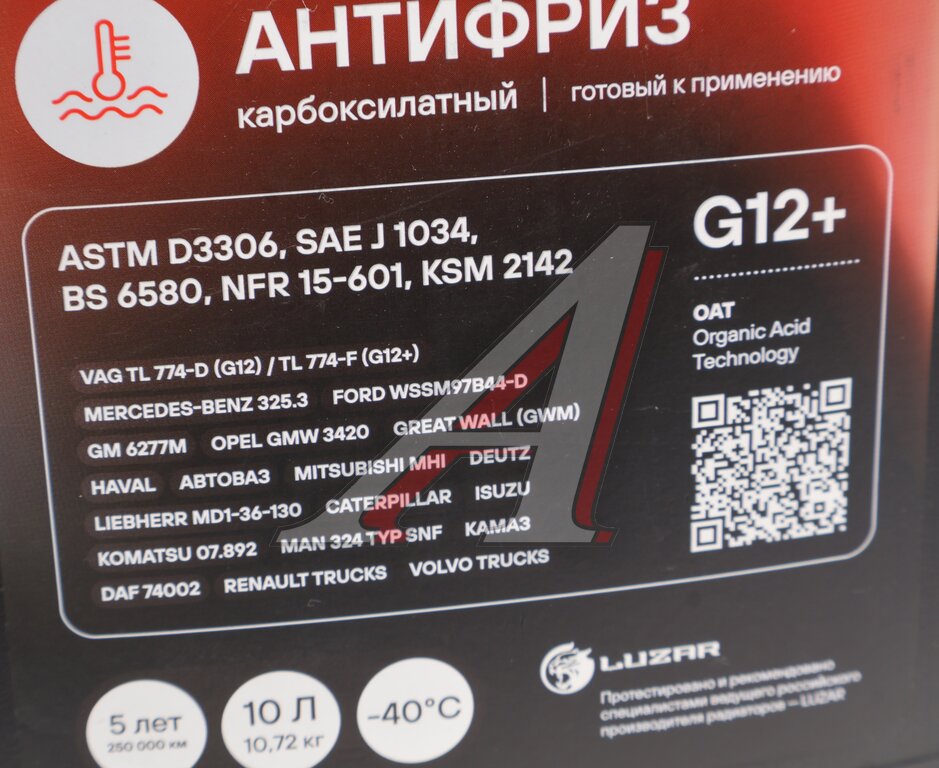 АНТИФРИЗ
карбоксилатный | готовый к применению
ASTM D3306, SAE J 1034,
BS 6580, NFR 15-601, KSM 2142
VAG TL 774-D (G12) / TL 774-F (G12+)
MERCEDES-BENZ 325.3 FORD WSSM97B44-D
GM 6277M OPEL GMW 3420 GREAT WALL (GWM)
HAVAL АВТОВАЗ MITSUBISHI MHI DEUTZ
LIEBHERR MD1-36-130 CATERPILLAR ISUZU
KOMATSU 07.892 MAN 324 TYP SNF КАМАЗ
DAF 74002 RENAULT TRUCKS VOLVO TRUCKS
G12+
OAT
Organic Acid
Technology
5 лет
250 000 км
10 Л
10,72 кг
-40°C
LUZAR
Протестировано и рекомендовано
специалистами ведущего российского
производителя радиаторов — LUZAR